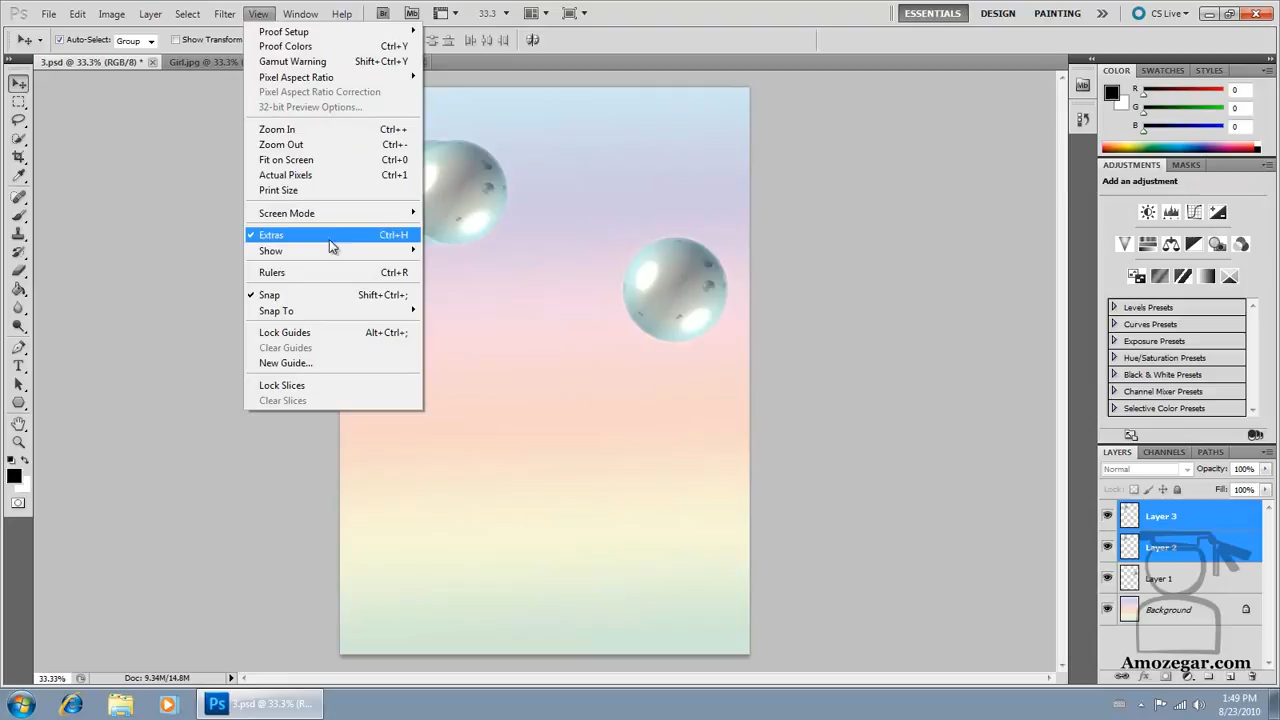 Ps File Edit Image Layer Select Filter View Window Help Br Mb 33.3 ESSENTIALS DESIGN PAINTING CS Live
Auto-Select: Group Show Transform
3.psd @ 33.3% (RGB/8) * Girl.jpg @
Proof Setup
Proof Colors Ctrl+Y
Gamut Warning Shift+Ctrl+Y
Pixel Aspect Ratio
Pixel Aspect Ratio Correction
32-bit Preview Options...
Zoom In Ctrl++
Zoom Out Ctrl+-
Fit on Screen Ctrl+0
Actual Pixels Ctrl+1
Print Size
Screen Mode
Extras Ctrl+H
Show
Rulers Ctrl+R
Snap Shift+Ctrl+;
Snap To
Lock Guides Alt+Ctrl+;
Clear Guides
New Guide...
Lock Slices
Clear Slices
COLOR SWATCHES STYLES
R 0
G 0
B 0
ADJUSTMENTS MASKS
Add an adjustment
Levels Presets
Curves Presets
Exposure Presets
Hue/Saturation Presets
Black & White Presets
Channel Mixer Presets
Selective Color Presets
LAYERS CHANNELS PATHS
Normal Opacity: 100%
Lock: Fill: 100%
Layer 3
Layer 2
Layer 1
Background
Amozegar.com
33.33% Doc: 9.34M/14.8M
Ps 3.psd @ 33.3% (R...
1:49 PM
8/23/2010